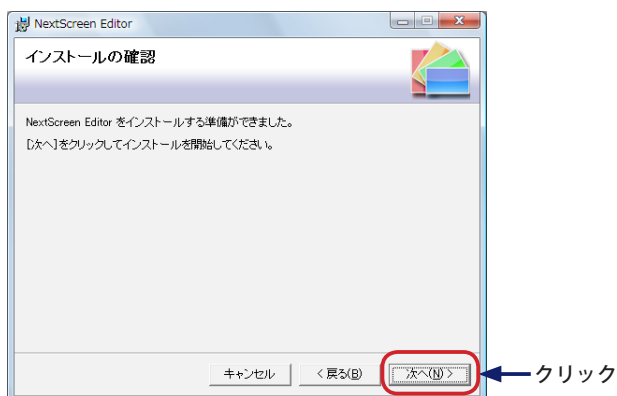 NextScreen Editor
インストールの確認
NextScreen Editor をインストールする準備ができました。
[次へ]をクリックしてインストールを開始してください。
キャンセル
< 戻る(B)
次へ(N) >
クリック